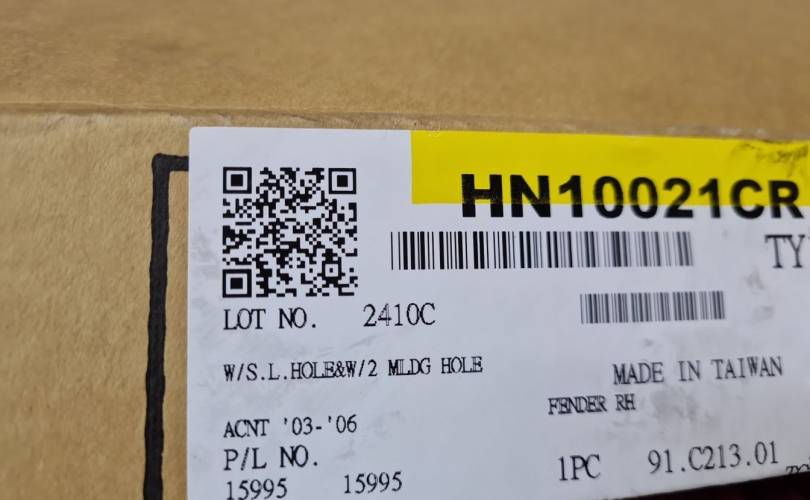 HN10021CR
TY
LOT NO. 2410C
W/S.L.HOLE&W/2 MLDG HOLE
MADE IN TAIWAN
FENDER RH
ACNT '03-'06
P/L NO.
1PC 91.C213.01
15995 15995